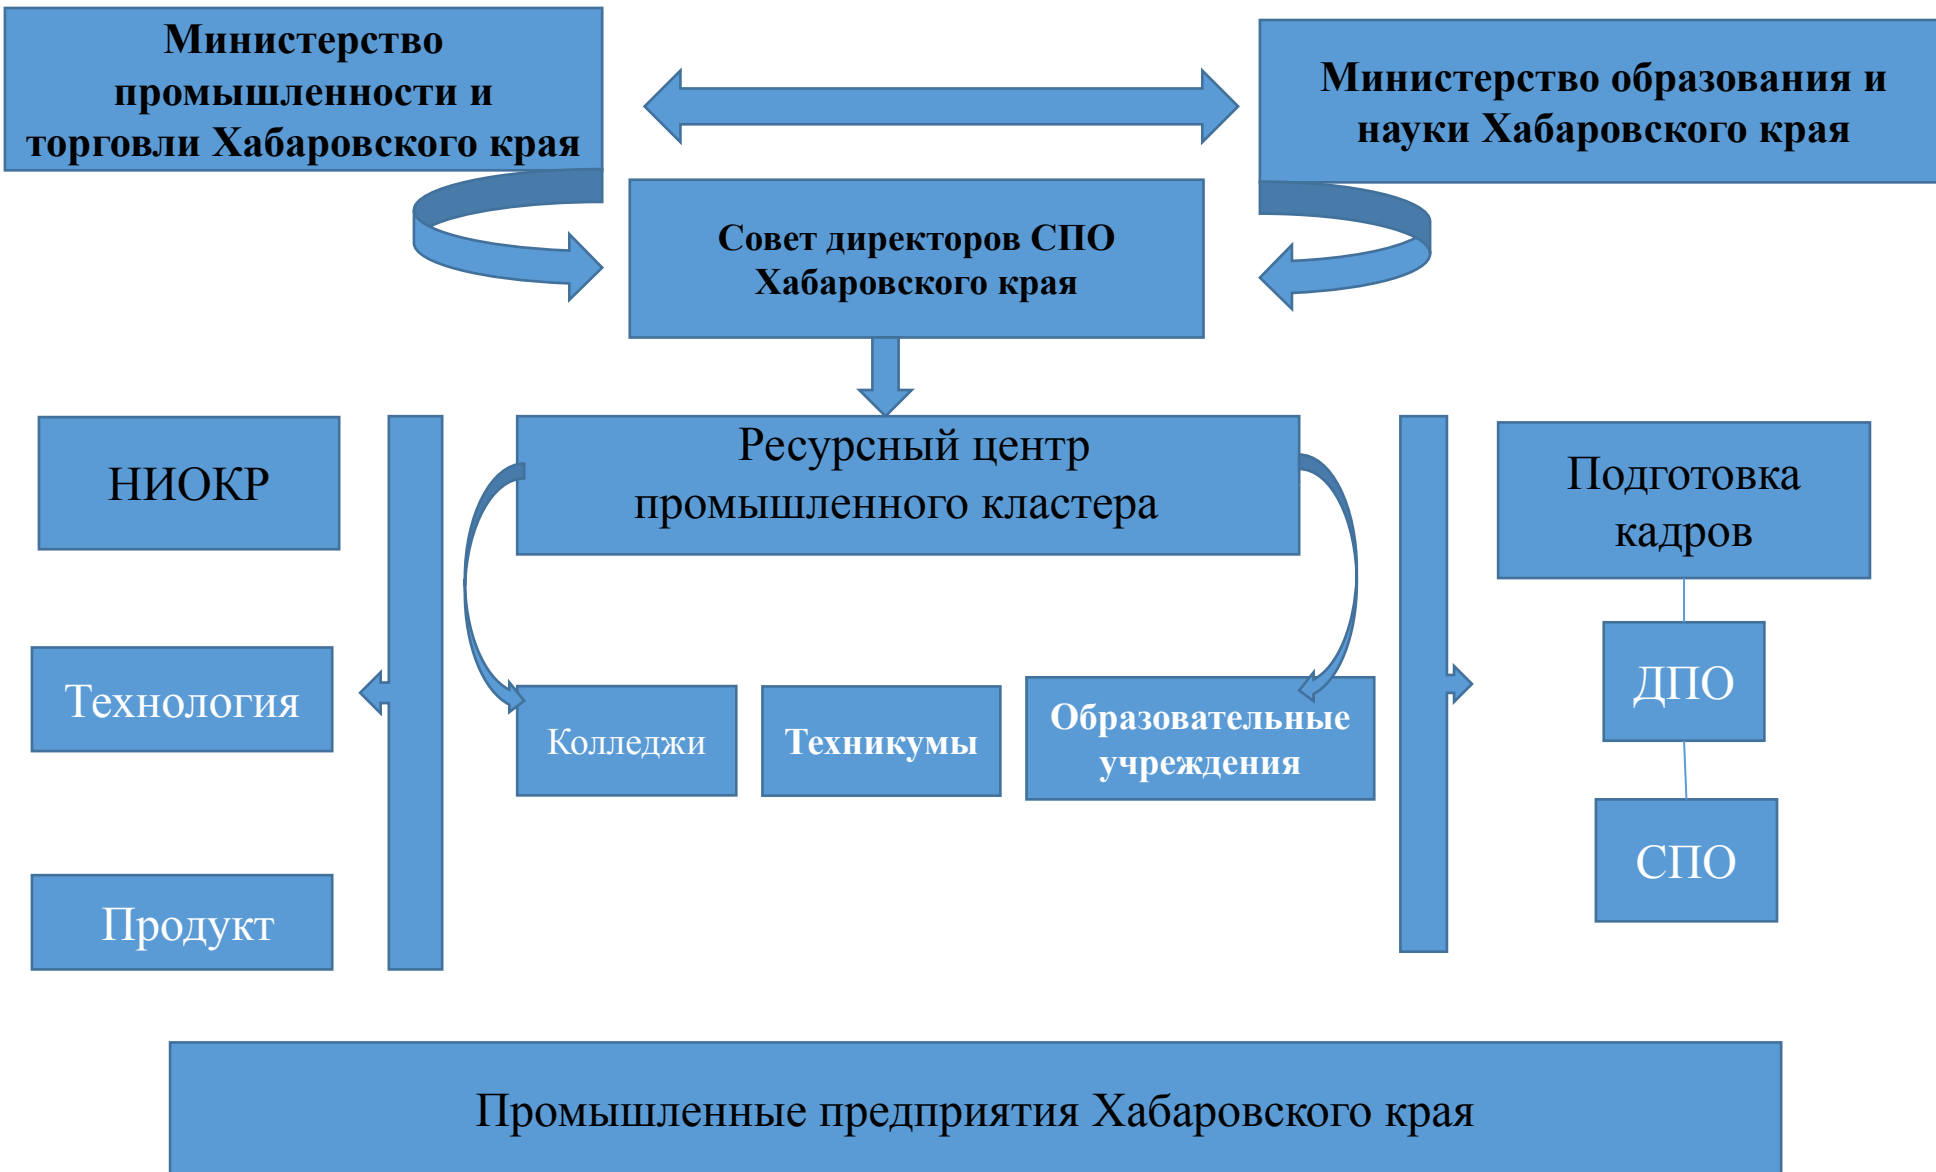 Министерство
промышленности и
торговли Хабаровского края
Министерство образования и
науки Хабаровского края
Совет директоров СПО
Хабаровского края
НИОКР
Ресурсный центр
промышленного кластера
Подготовка
кадров
Технология
Колледжи
Техникумы
Образовательные
учреждения
ДПО
СПО
Продукт
Промышленные предприятия Хабаровского края